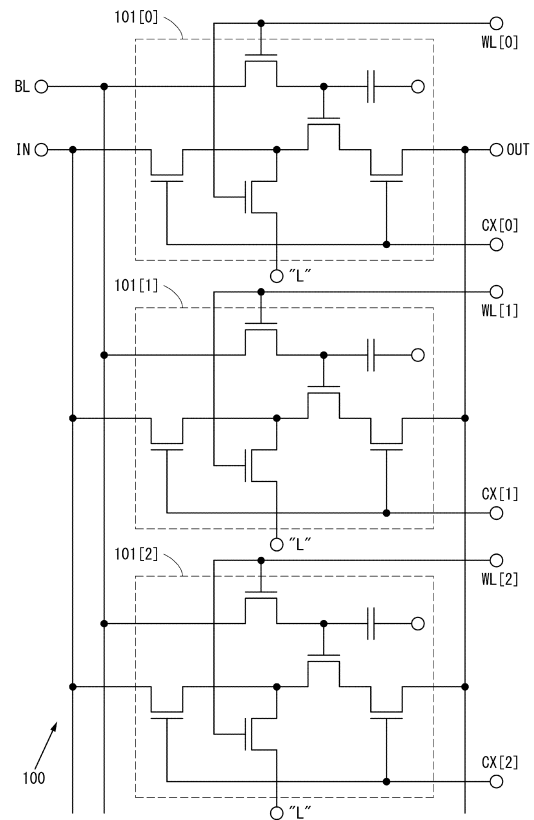 101[0]
WL[0]
BL
IN
OUT
CX[0]
"L"
101[1]
WL[1]
CX[1]
"L"
101[2]
WL[2]
CX[2]
100
"L"